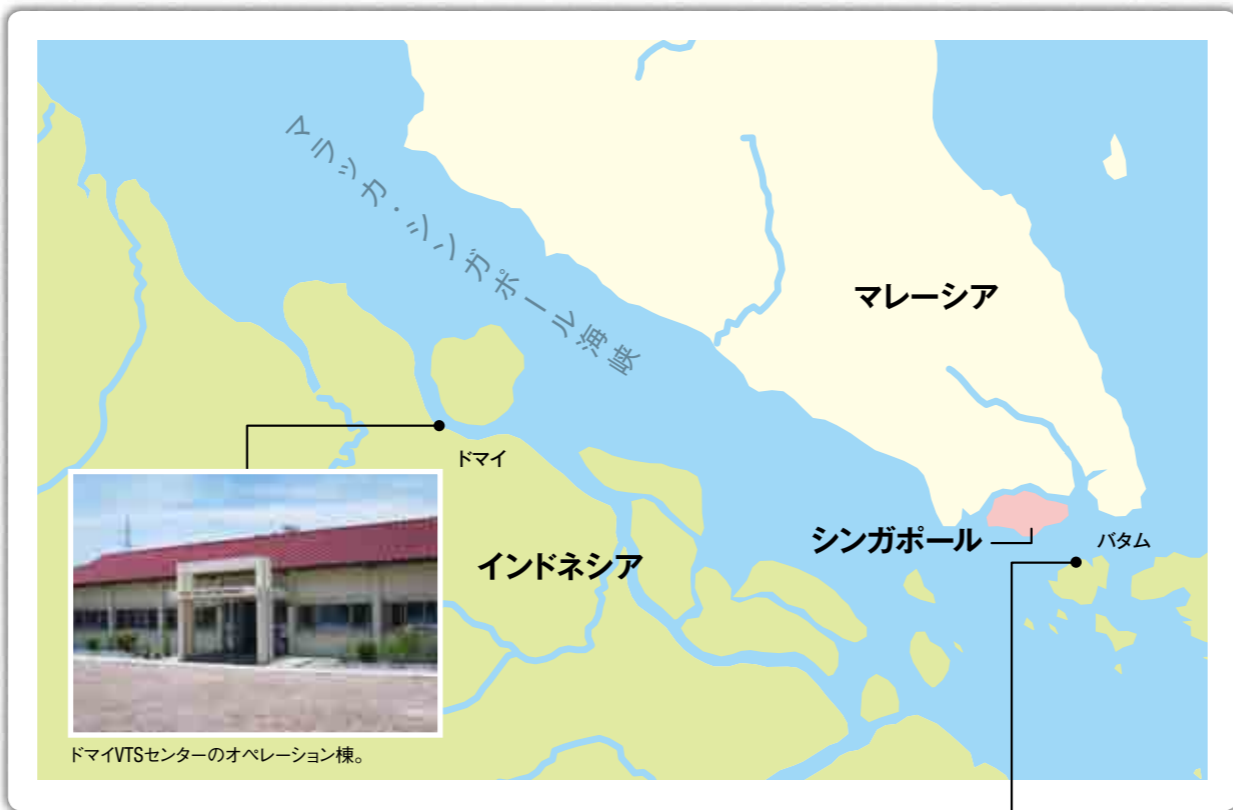 マラッカ・シンガポール海峡
マレーシア
ドマイ
シンガポール
バタム
インドネシア
ドマイVTSセンターのオペレーション棟。